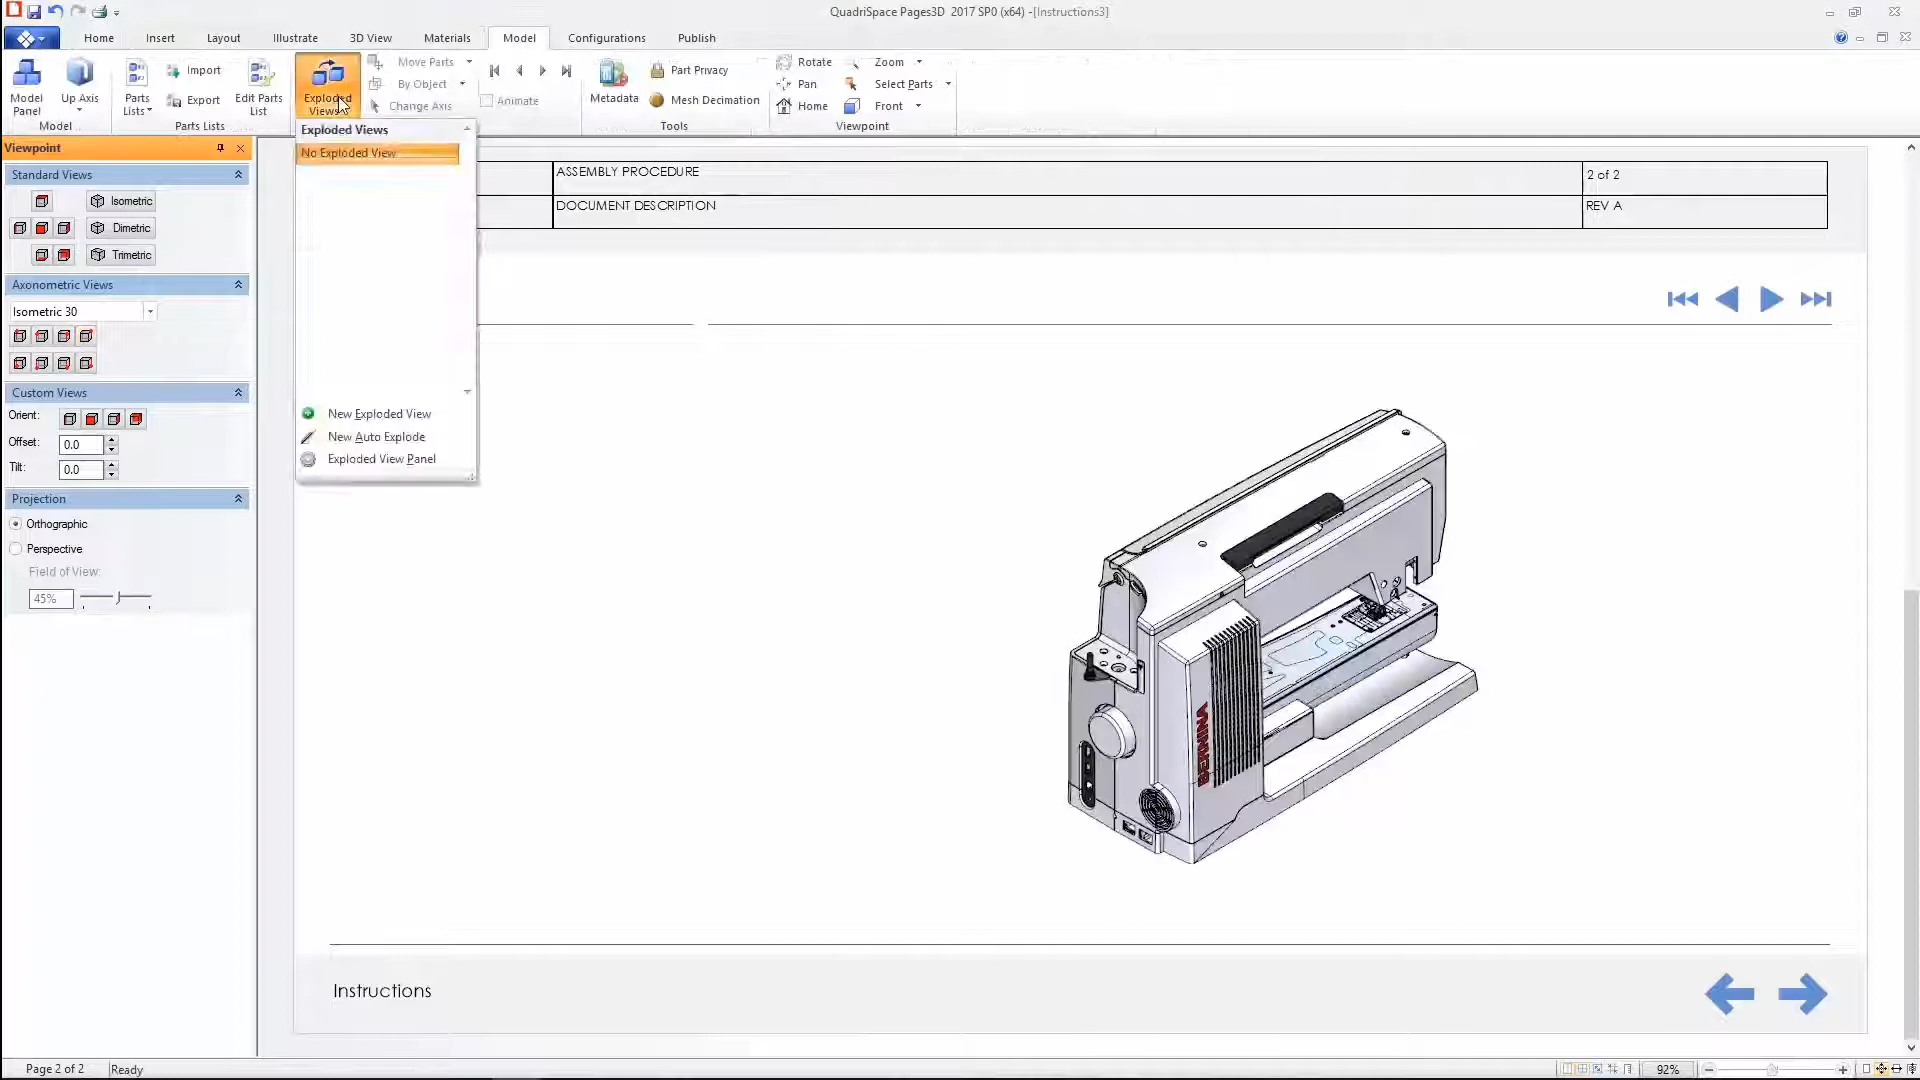 QuadriSpace Pages3D 2017 SP0 (x64) -[Instructions3]
Home Insert Layout Illustrate 3D View Materials Model Configurations Publish
Model Panel
Up Axis
Model
Parts Lists
Import
Export
Edit Parts List
Parts Lists
Exploded Views
Move Parts
By Object
Change Axis
Animate
Metadata
Part Privacy
Mesh Decimation
Tools
Rotate
Pan
Home
Zoom
Select Parts
Front
Viewpoint
Exploded Views
No Exploded View
New Exploded View
New Auto Explode
Exploded View Panel
Viewpoint
Standard Views
Isometric
Dimetric
Trimetric
Axonometric Views
Isometric 30
Custom Views
Orient:
Offset: 0.0
Tilt: 0.0
Projection
Orthographic
Perspective
Field of View:
45%
ASSEMBLY PROCEDURE
2 of 2
DOCUMENT DESCRIPTION
REV A
BERNINA
Instructions
Page 2 of 2
Ready
92%